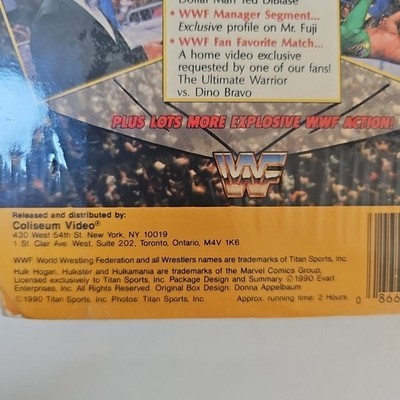 Dollar Man Ted DiBiase
• WWF Manager Segment...
Exclusive profile on Mr. Fuji
• WWF Fan Favorite Match...
A home video exclusive
requested by one of our fans!
The Ultimate Warrior
vs. Dino Bravo
PLUS LOTS MORE EXPLOSIVE WWF ACTION!
WF
Released and distributed by:
Coliseum Video®
430 West 54th St. New York, NY 10019
1 St. Clair Ave. West, Suite 202, Toronto, Ontario, M4V 1K6
WWF World Wrestling Federation and all Wrestlers names are trademarks of Titan Sports, Inc.
Hulk Hogan, Hulkster and Hulkamania are trademarks of the Marvel Comics Group,
Licensed exclusively to Titan Sports, Inc. Package Design and Summary © 1990 Evart
Enterprises, Inc. All Rights Reserved. Original Box Design: Donna Appelbaum
©1990 Titan Sports, Inc. Photos: Titan Sports, Inc. Approx. running time: 2 Hours
0 866